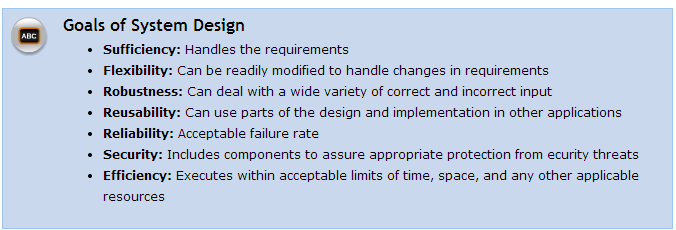 ABC
Goals of System Design
• Sufficiency: Handles the requirements
• Flexibility: Can be readily modified to handle changes in requirements
• Robustness: Can deal with a wide variety of correct and incorrect input
• Reusability: Can use parts of the design and implementation in other applications
• Reliability: Acceptable failure rate
• Security: Includes components to assure appropriate protection from ecurity threats
• Efficiency: Executes within acceptable limits of time, space, and any other applicable
resources